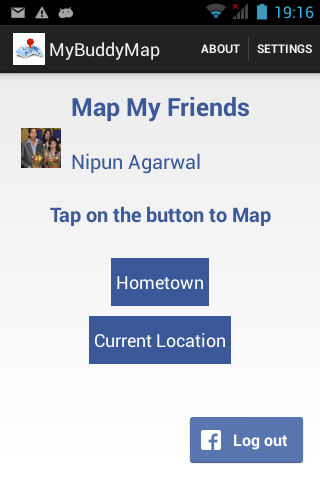 19:16
MyBuddyMap
ABOUT
SETTINGS
Map My Friends
Nipun Agarwal
Tap on the button to Map
Hometown
Current Location
Log out